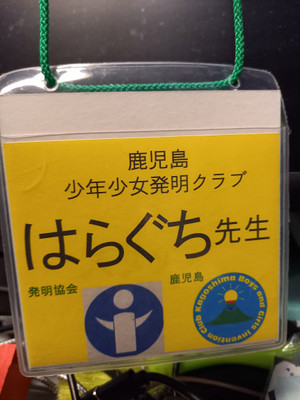 鹿児島
少年少女発明クラブ
はらぐち先生
発明協会
鹿児島
Kagoshima Boys and Girls Invention Club